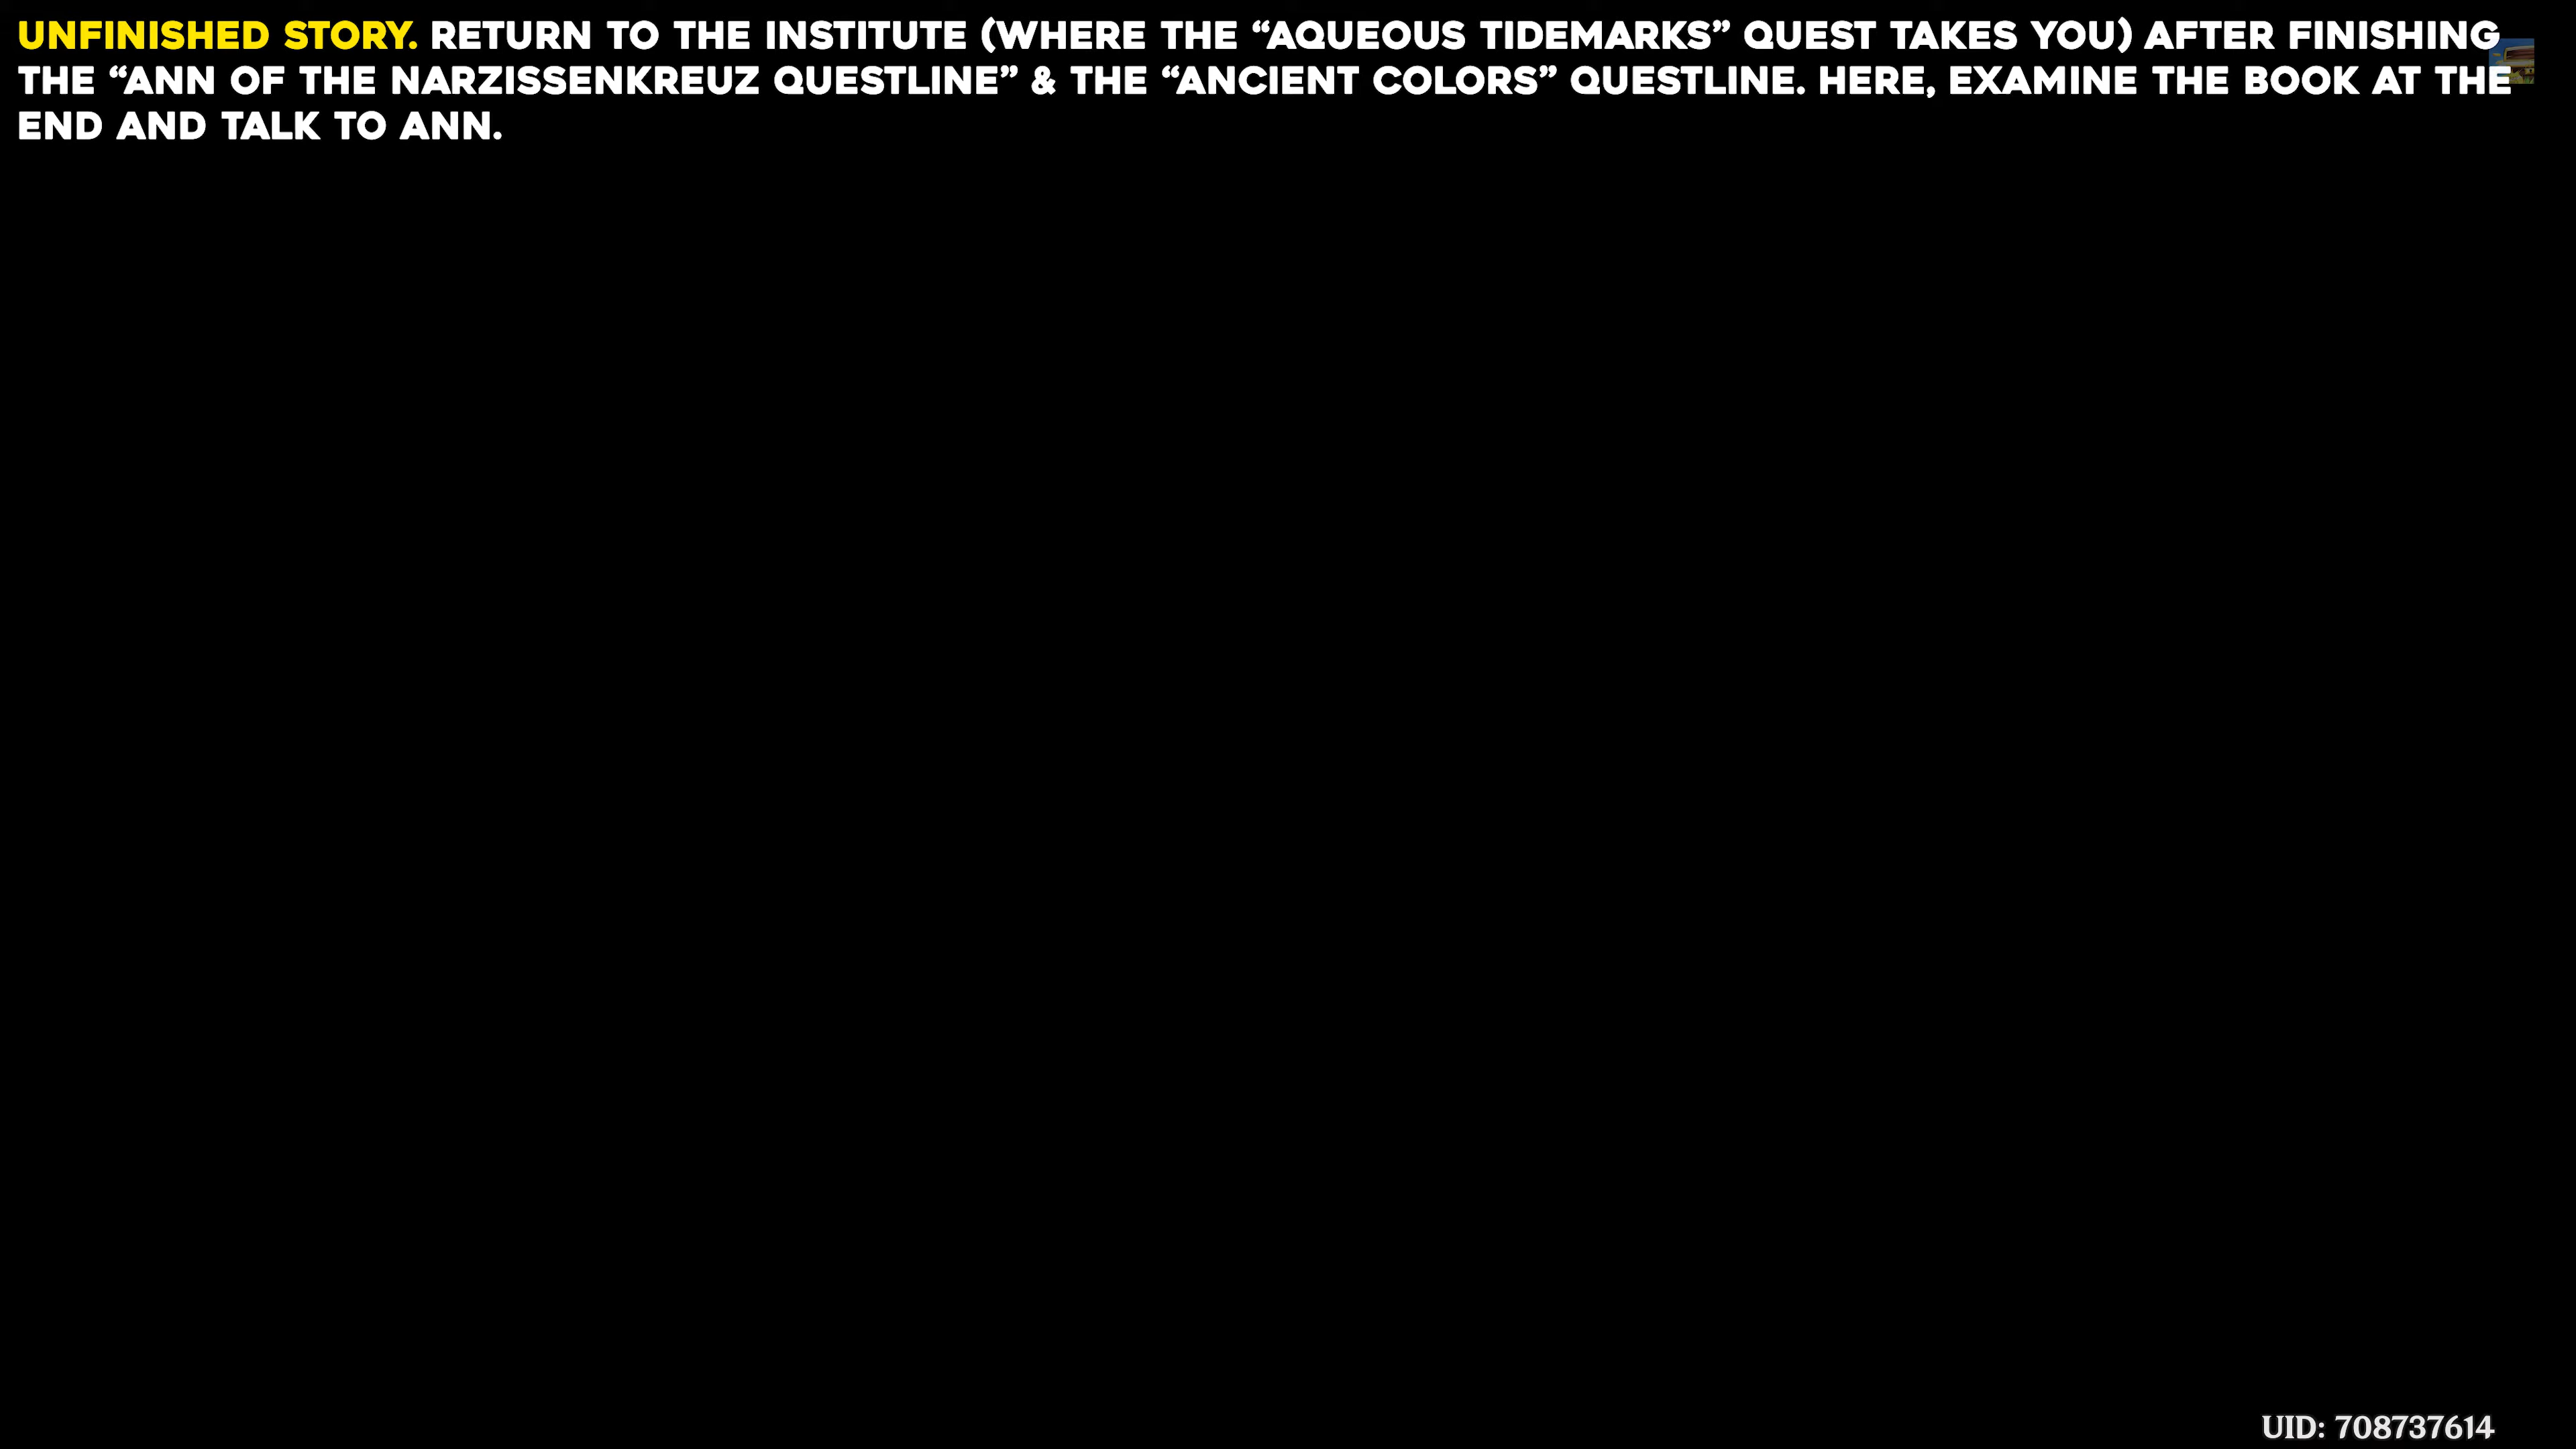 UNFINISHED STORY. RETURN TO THE INSTITUTE (WHERE THE “AQUEOUS TIDEMARKS” QUEST TAKES YOU) AFTER FINISHING
THE “ANN OF THE NARZISSENKREUZ QUESTLINE” & THE “ANCIENT COLORS” QUESTLINE. HERE, EXAMINE THE BOOK AT THE
END AND TALK TO ANN.
UID: 708737614